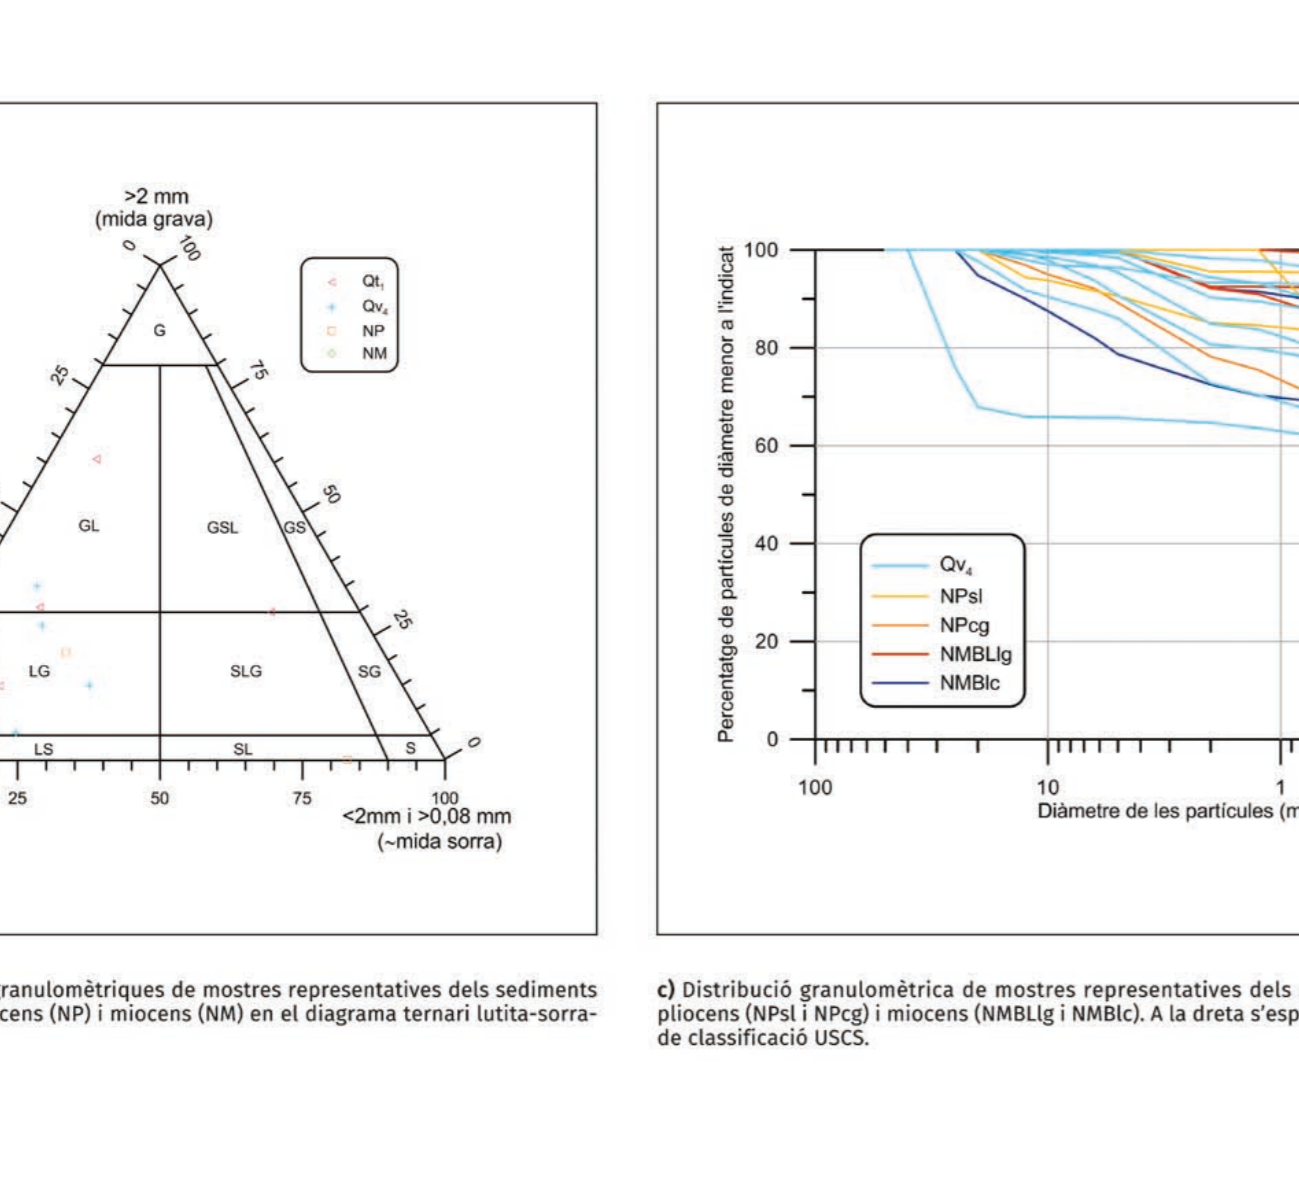 >2 mm
(mida grava)
0
100
G
25
75
GL
GSL
GS
50
LG
SLG
SG
25
LS
SL
S
0
25
50
75
100
<2mm i >0,08 mm
(~mida sorra)
Qt₁
Qv₄
NP
NM
granulomètriques de mostres representatives dels sediments
cens (NP) i miocens (NM) en el diagrama ternari lutita-sorra-
Percentatge de partícules de diàmetre menor a l'indicat
100
80
60
40
20
0
Qv₄
NPsl
NPcg
NMBLlg
NMBlc
100
10
1
Diàmetre de les partícules (m
c) Distribució granulomètrica de mostres representatives dels
pliocens (NPsl i NPcg) i miocens (NMBLlg i NMBlc). A la dreta s'esp
de classificació USCS.